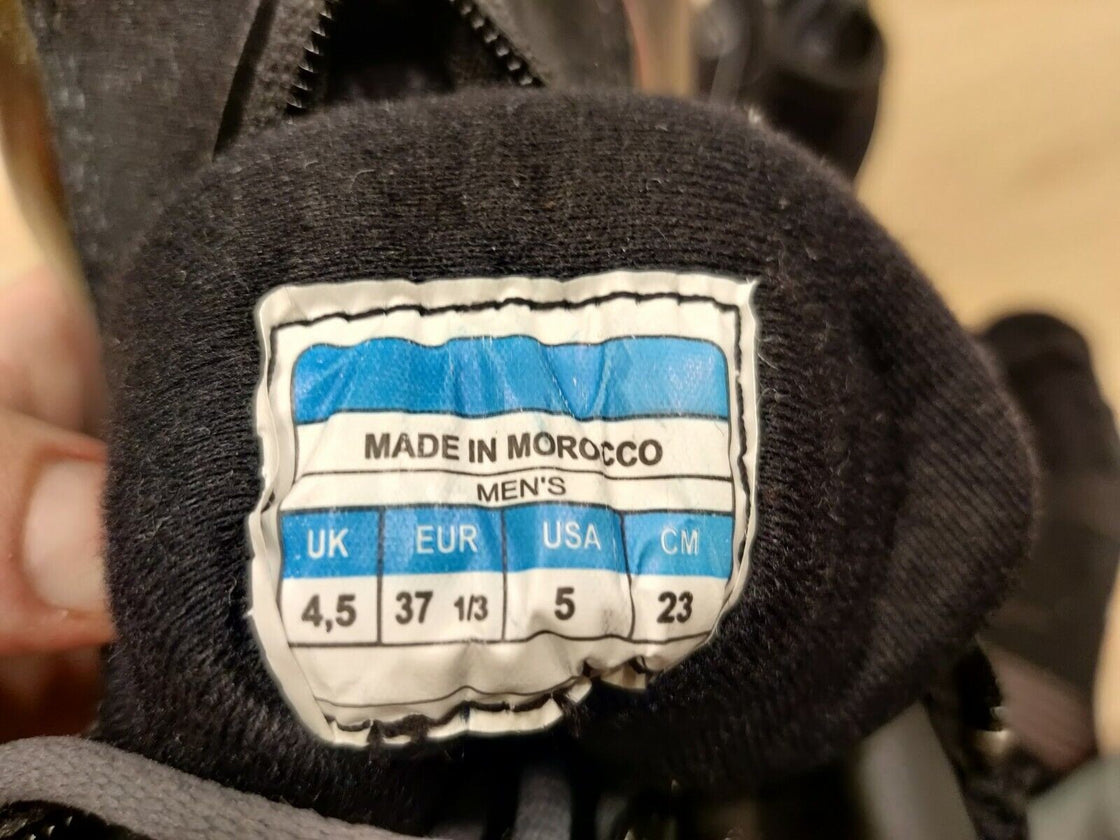 MADE IN MOROCCO
MEN'S
UK EUR USA CM
4,5 37 1/3 5 23